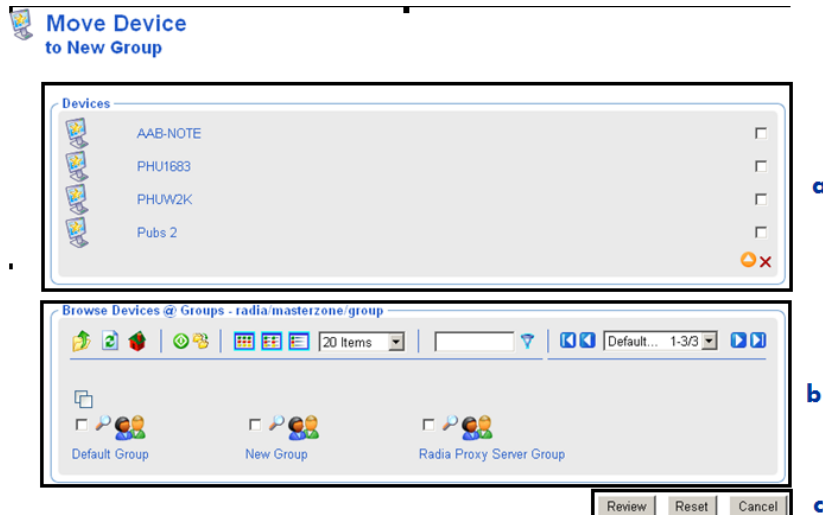 Move Device
to New Group
Devices
AAB-NOTE
PHU1683
a
PHUW2K
Pubs 2
Browse Devices @ Groups - radia/masterzone/group
20 Items Default... 1-3/3
b
Default Group New Group Radia Proxy Server Group
Review Reset Cancel